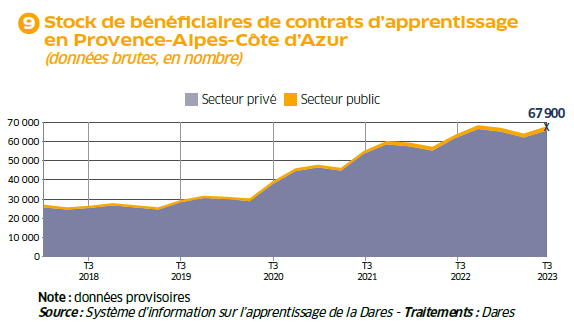 9 Stock de bénéficiaires de contrats d'apprentissage
en Provence-Alpes-Côte d'Azur
(données brutes, en nombre)
Secteur privé Secteur public
67 900
70 000
60 000
50 000
40 000
30 000
20 000
10 000
0
T3 T3 T3 T3 T3 T3
2018 2019 2020 2021 2022 2023
Note : données provisoires
Source : Système d'information sur l'apprentissage de la Dares - Traitements : Dares